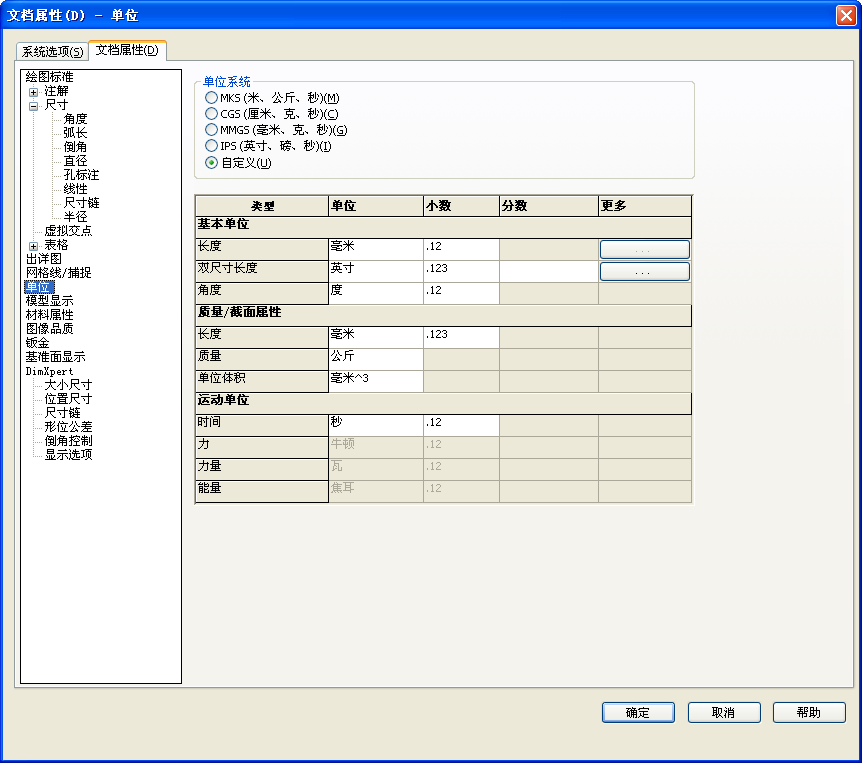 文档属性(D) - 单位
系统选项(S) 文档属性(D)
绘图标准
注解
尺寸
角度
弧长
倒角
直径
孔标注
线性
尺寸链
半径
虚拟交点
表格
出详图
网格线/捕捉
单位
模型显示
材料属性
图像品质
钣金
基准面显示
DimXpert
大小尺寸
位置尺寸
尺寸链
形位公差
倒角控制
显示选项
单位系统
MKS (米、公斤、秒)(M)
CGS (厘米、克、秒)(C)
MMGS (毫米、克、秒)(G)
IPS (英寸、磅、秒)(I)
自定义(U)
类型 单位 小数 分数 更多
基本单位
长度 毫米 .12 ...
双尺寸长度 英寸 .123 ...
角度 度 .12
质量/截面属性
长度 毫米 .123
质量 公斤
单位体积 毫米^3
运动单位
时间 秒 .12
力 牛顿 .12
力量 瓦 .12
能量 焦耳 .12
确定 取消 帮助